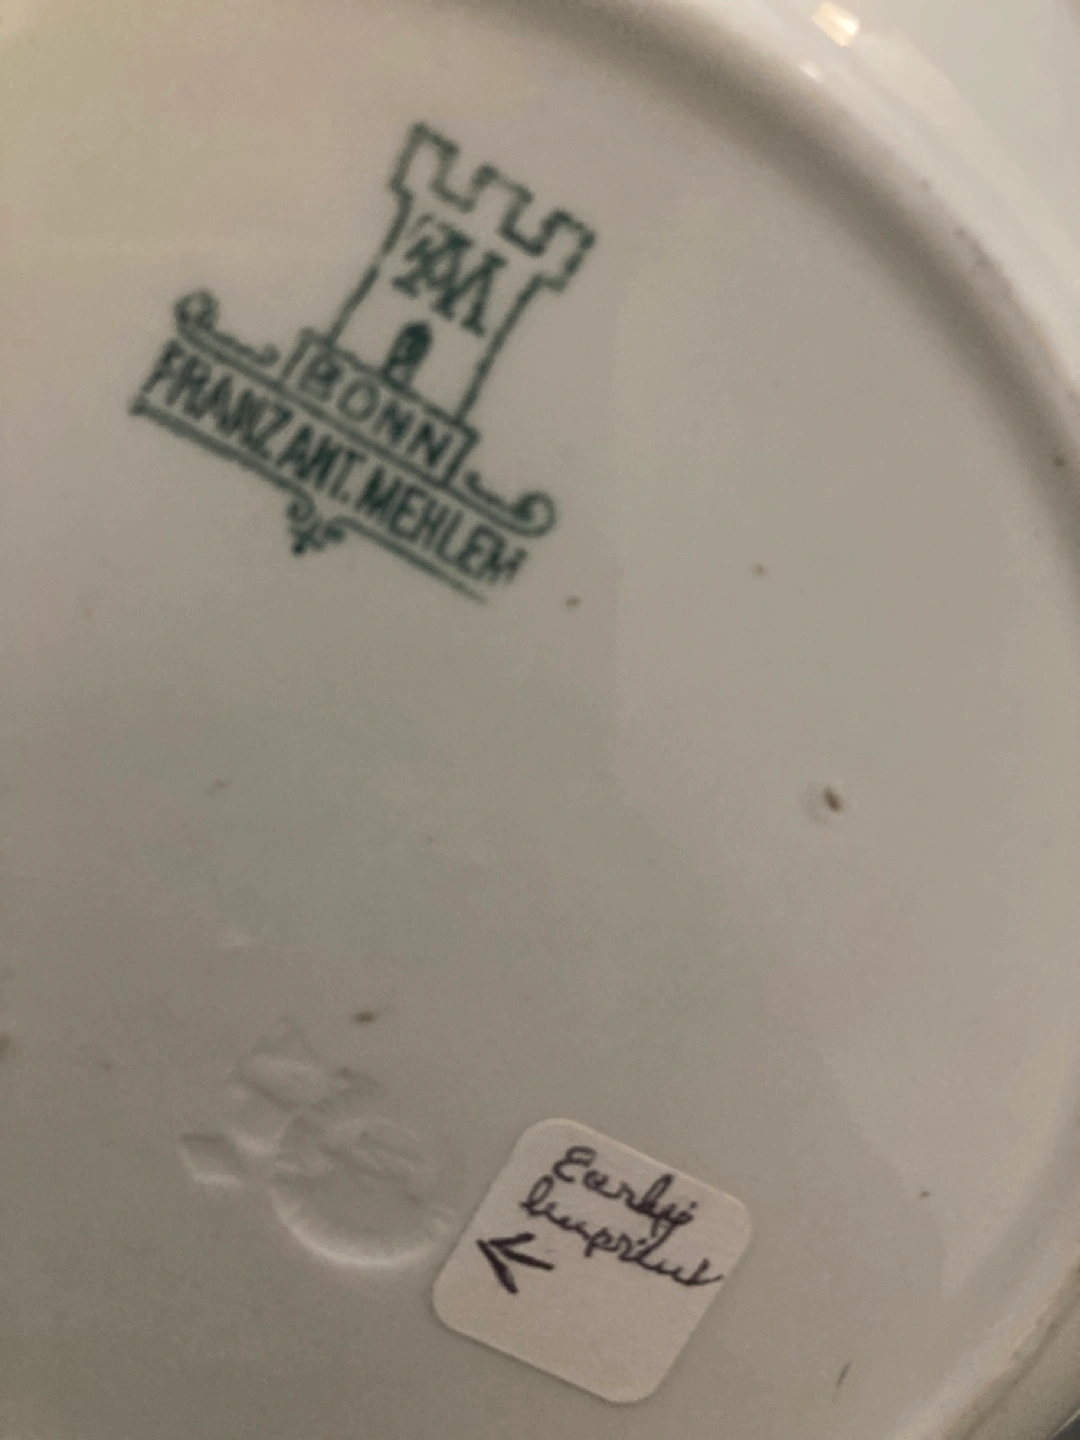 BONN
FRANZ ANT. MEHLEM
Early
Imprint